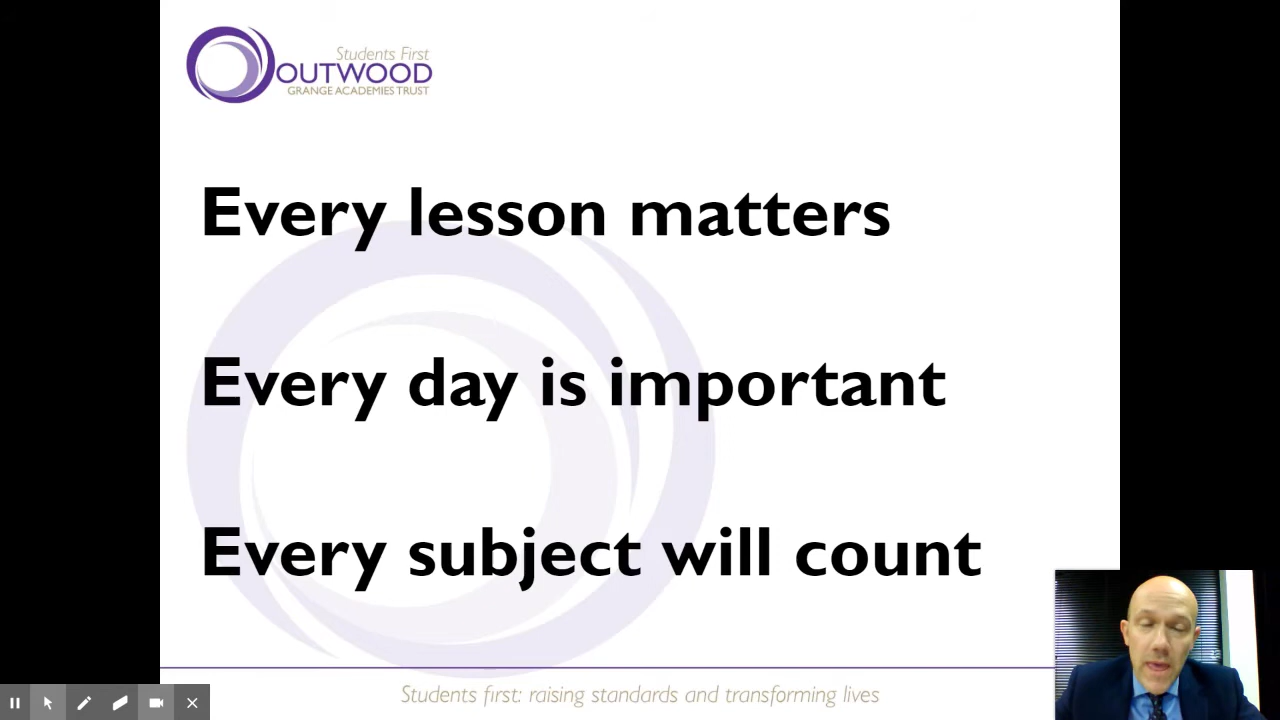 Students First
OUTWOOD
GRANGE ACADEMIES TRUST
Every lesson matters
Every day is important
Every subject will count
Students first: raising standards and transforming lives